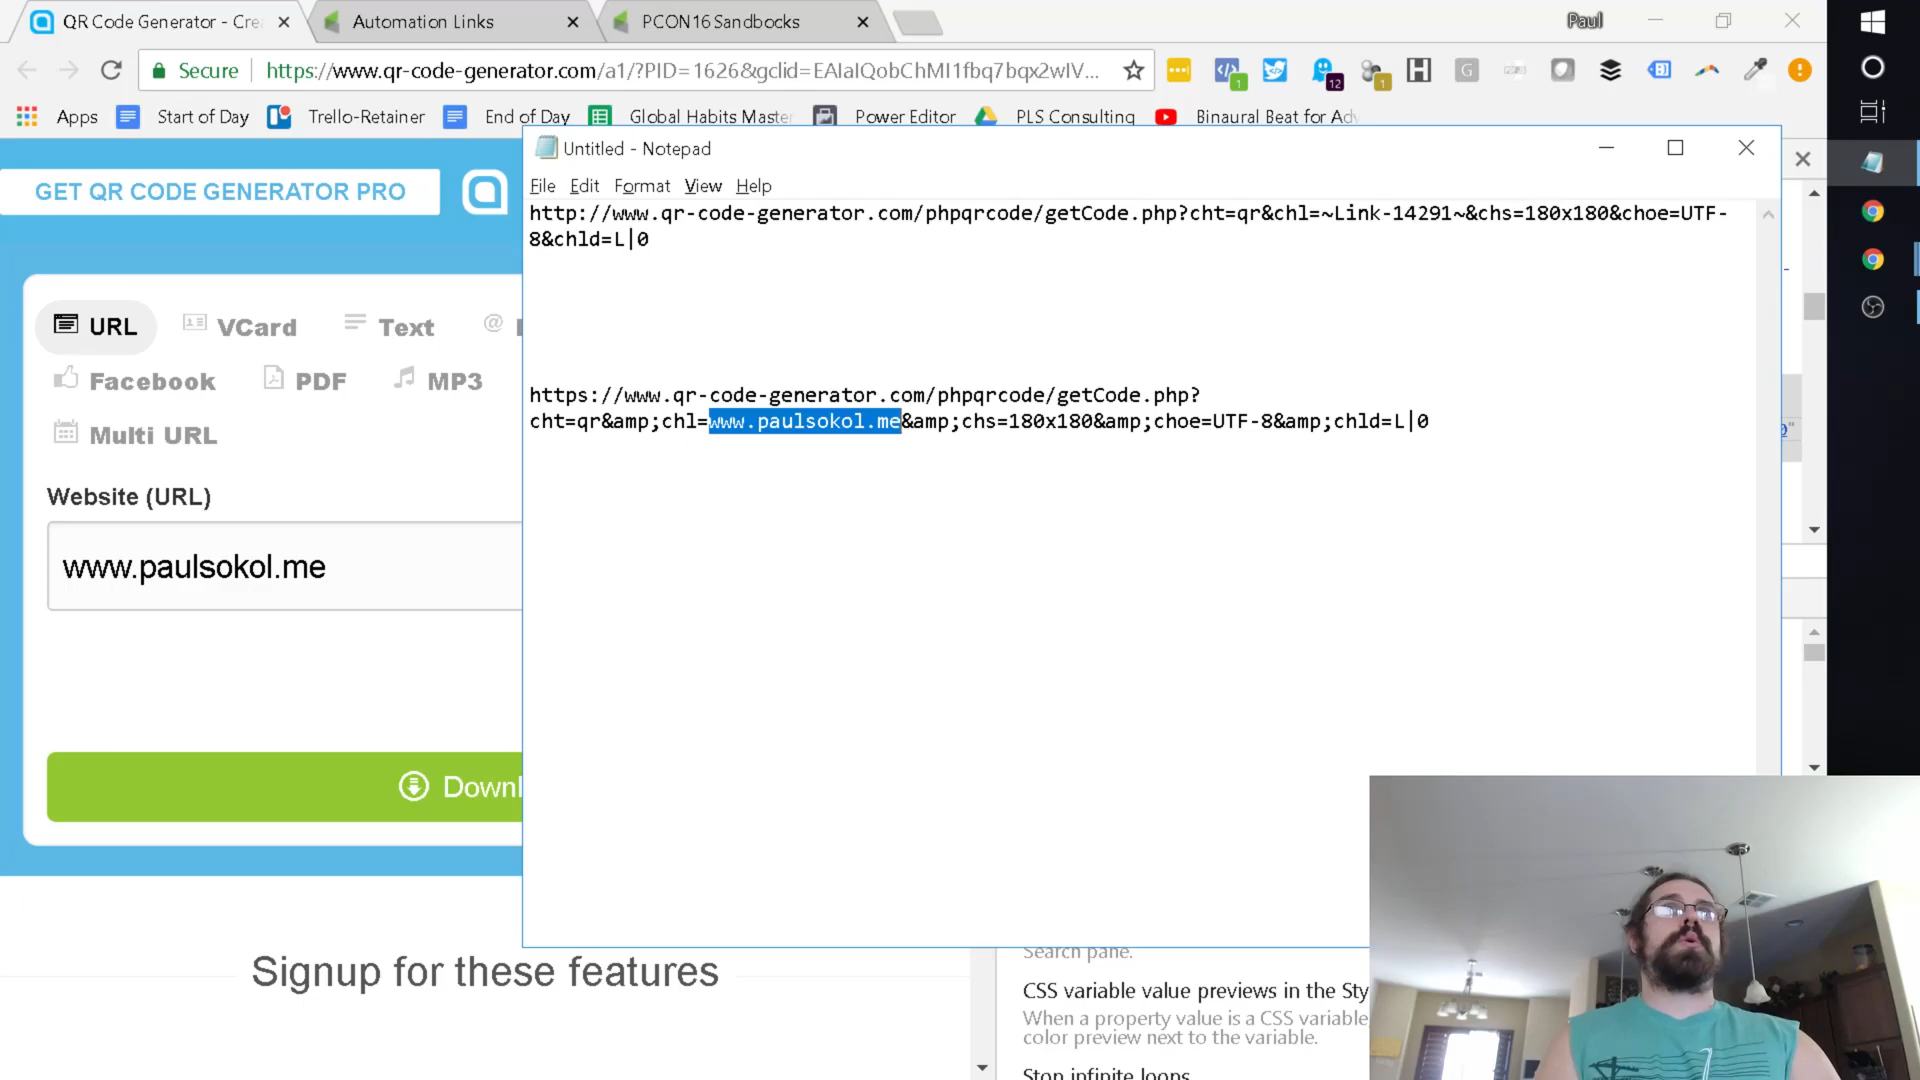 QR Code Generator - Cre
Automation Links
PCON16 Sandbocks
Paul
Secure
https://www.qr-code-generator.com/a1/?PID=1626&gclid=EAIaIQobChMI1fbq7bqx2wIV...
1
12
1
Apps
Start of Day
Trello-Retainer
End of Day
Global Habits Master
Power Editor
PLS Consulting
Binaural Beat for Adv
Untitled - Notepad
File Edit Format View Help
GET QR CODE GENERATOR PRO
http://www.qr-code-generator.com/phpqrcode/getCode.php?cht=qr&chl=~Link-14291~&chs=180x180&choe=UTF-
8&chld=L|0
URL
VCard
Text
Facebook
PDF
MP3
Multi URL
https://www.qr-code-generator.com/phpqrcode/getCode.php?
cht=qr&amp;chl=www.paulsokol.me&amp;chs=180x180&amp;choe=UTF-8&amp;chld=L|0
Website (URL)
www.paulsokol.me
Downl
Signup for these features
Search pane.
CSS variable value previews in the Sty
When a property value is a CSS variable,
color preview next to the variable.
Stop infinite loops